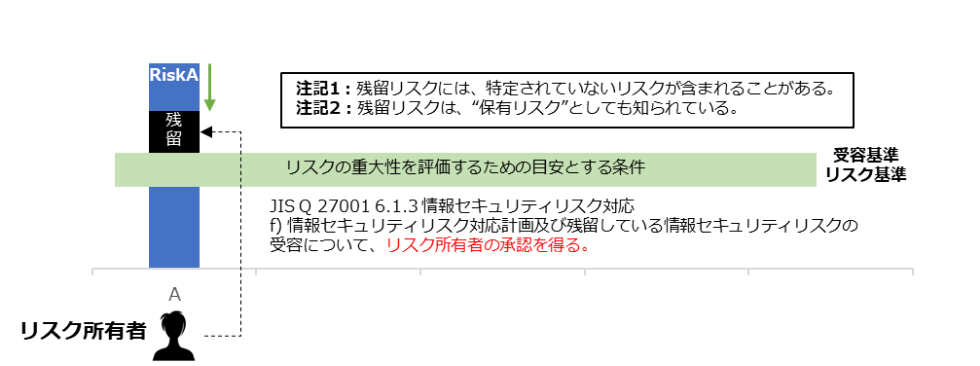 RiskA
残
留
注記1：残留リスクには、特定されていないリスクが含まれることがある。
注記2：残留リスクは、“保有リスク”としても知られている。
リスクの重大性を評価するための目安とする条件
受容基準
リスク基準
JIS Q 27001 6.1.3 情報セキュリティリスク対応
f) 情報セキュリティリスク対応計画及び残留している情報セキュリティリスクの
受容について、リスク所有者の承認を得る。
A
リスク所有者